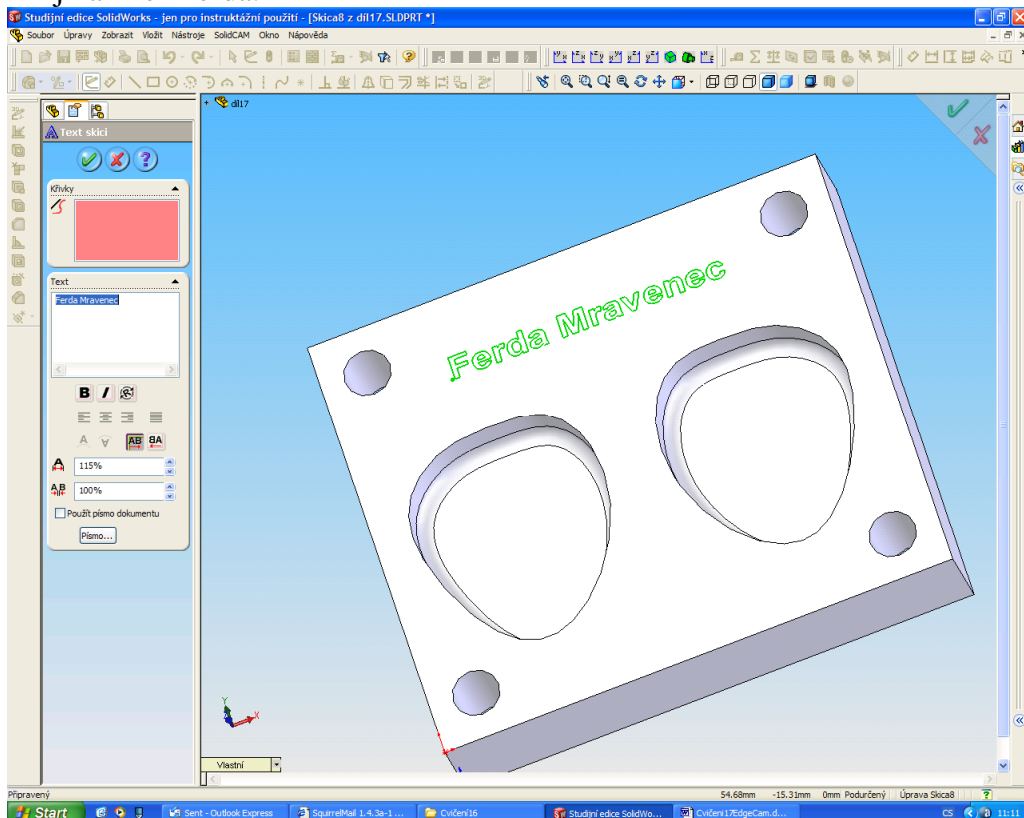 Studijní edice SolidWorks - jen pro instruktážní použití - [Skica8 z díl17.SLDPRT *]
Soubor Úpravy Zobrazit Vložit Nástroje SolidCAM Okno Nápověda
díl17
Text skici
Křivky
Text
Ferda Mravenec
B I
AB BA
115%
100%
Použít písmo dokumentu
Písmo...
Ferda Mravenec
Y
X
Vlastní
Připravený
54.68mm -15.31mm 0mm Podurčený Úprava Skica8
Start
Sent - Outlook Express
SquirrelMail 1.4.3a-1 ...
Cvičení16
Studijní edice SolidWo...
Cvičení17EdgeCam.d...
CS
11:11